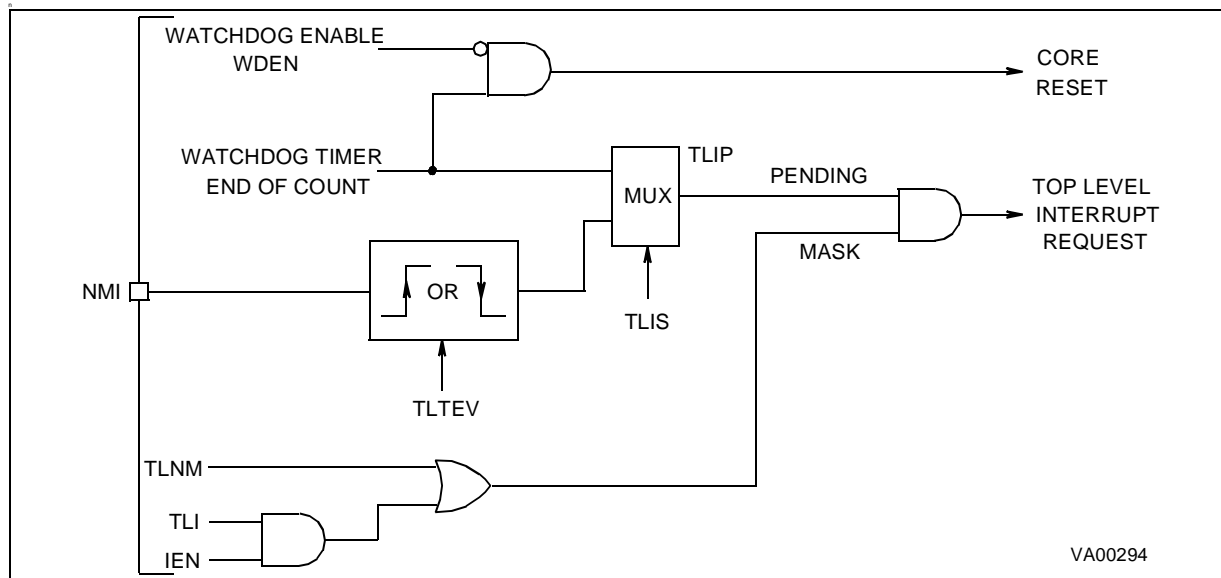 WATCHDOG ENABLE
WDEN
CORE
RESET
WATCHDOG TIMER
END OF COUNT
TLIP
MUX
PENDING
TOP LEVEL
INTERRUPT
REQUEST
MASK
NMI
OR
TLIS
TLTEV
TLNM
TLI
IEN
VA00294